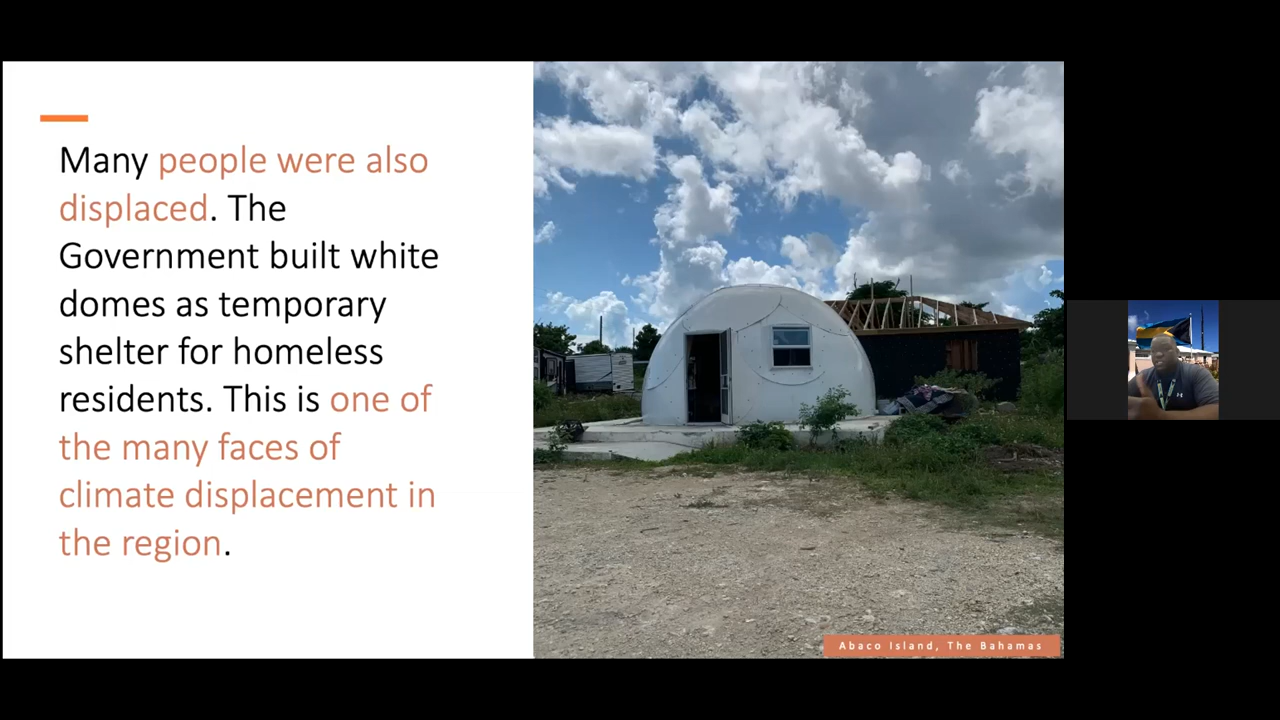 Many people were also
displaced. The
Government built white
domes as temporary
shelter for homeless
residents. This is one of
the many faces of
climate displacement in
the region.
Abaco Island, The Bahamas